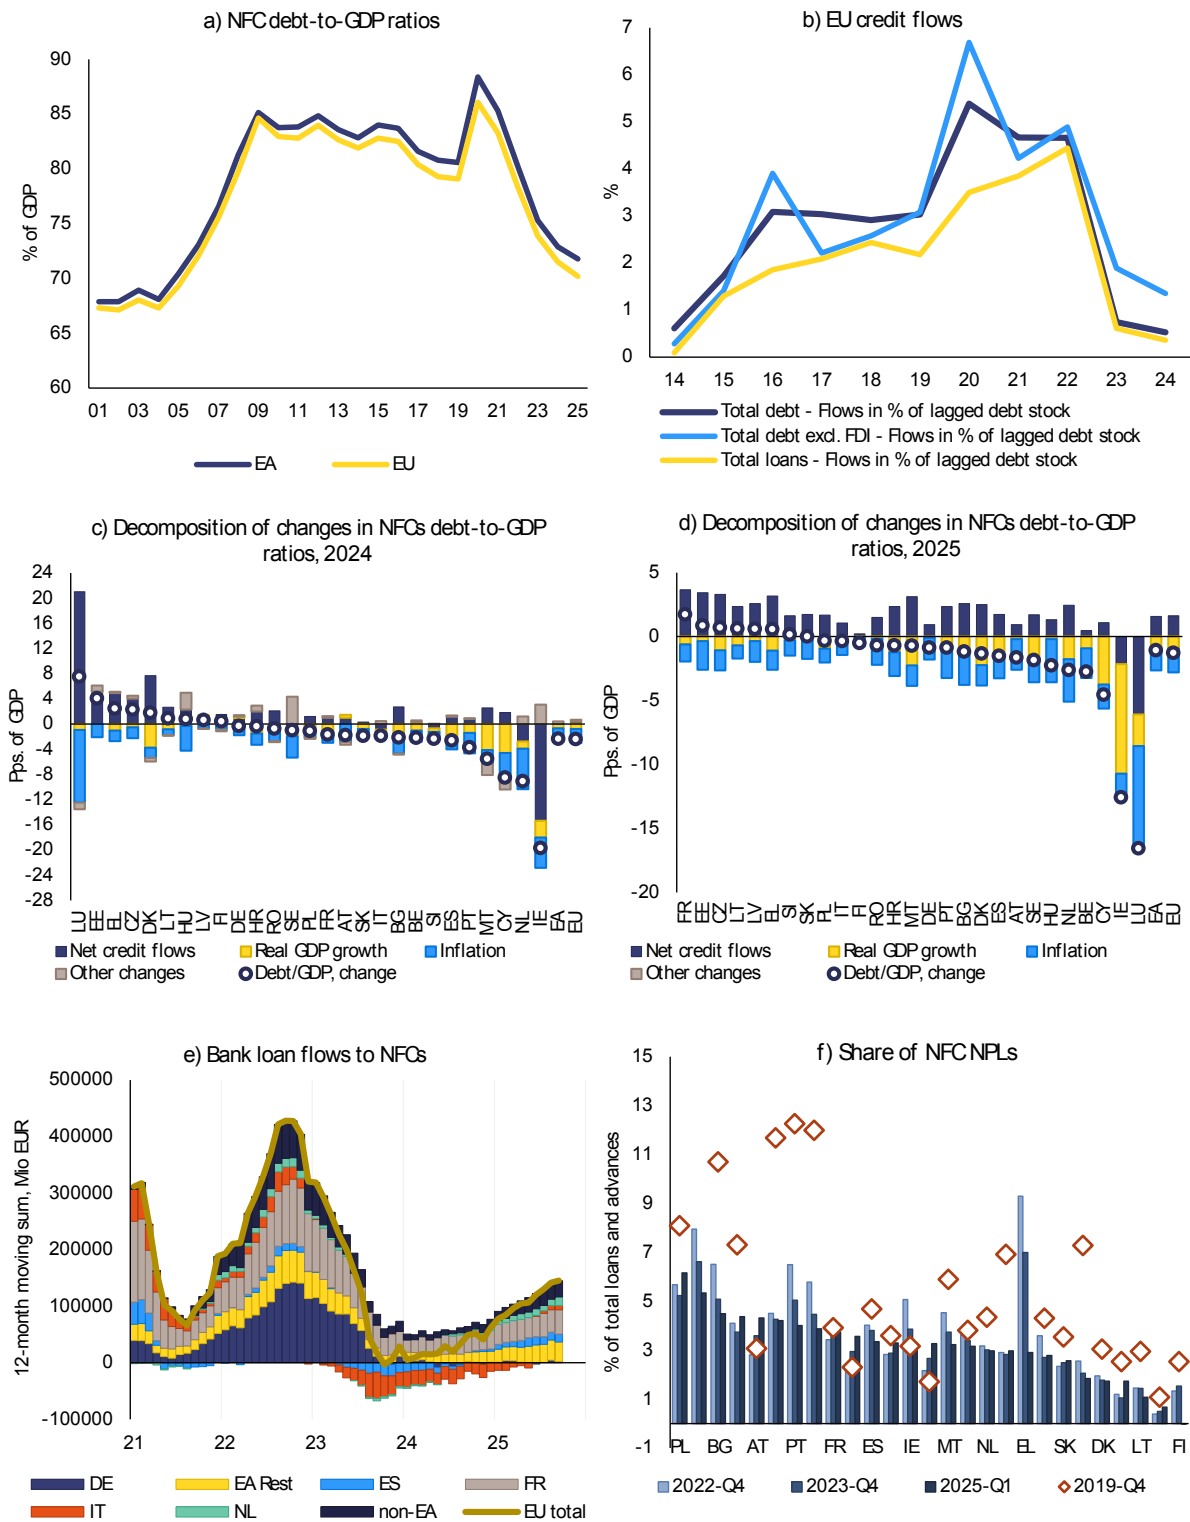 a) NFC debt-to-GDP ratios
% of GDP
90
85
80
75
70
65
60
01 03 05 07 09 11 13 15 17 19 21 23 25
EA EU
b) EU credit flows
%
7
6
5
4
3
2
1
0
14 15 16 17 18 19 20 21 22 23 24
Total debt - Flows in % of lagged debt stock
Total debt excl. FDI - Flows in % of lagged debt stock
Total loans - Flows in % of lagged debt stock
c) Decomposition of changes in NFCs debt-to-GDP
ratios, 2024
Pps. of GDP
24
20
16
12
8
4
0
-4
-8
-12
-16
-20
-24
-28
LU EE EL CZ DK LT HU LV FI DE HR RO SE PL FR AT SK IT BG BE SI ES PT MT CY NL IE EA EU
Net credit flows Real GDP growth Inflation
Other changes Debt/GDP, change
d) Decomposition of changes in NFCs debt-to-GDP
ratios, 2025
Pps. of GDP
5
0
-5
-10
-15
-20
FR EE CZ LT LV EL SI SK PL IT FI RO HR MT DE PT BG DK ES AT SE HU NL BE CY IE LU EA EU
Net credit flows Real GDP growth Inflation
Other changes Debt/GDP, change
e) Bank loan flows to NFCs
12-month moving sum, Mio EUR
500000
400000
300000
200000
100000
0
-100000
21 22 23 24 25
DE EA Rest ES FR
IT NL non-EA EU total
f) Share of NFC NPLs
% of total loans and advances
15
13
11
9
7
5
3
1
-1
PL BG AT PT FR ES IE MT NL EL SK DK LT FI
2022-Q4 2023-Q4 2025-Q1 2019-Q4